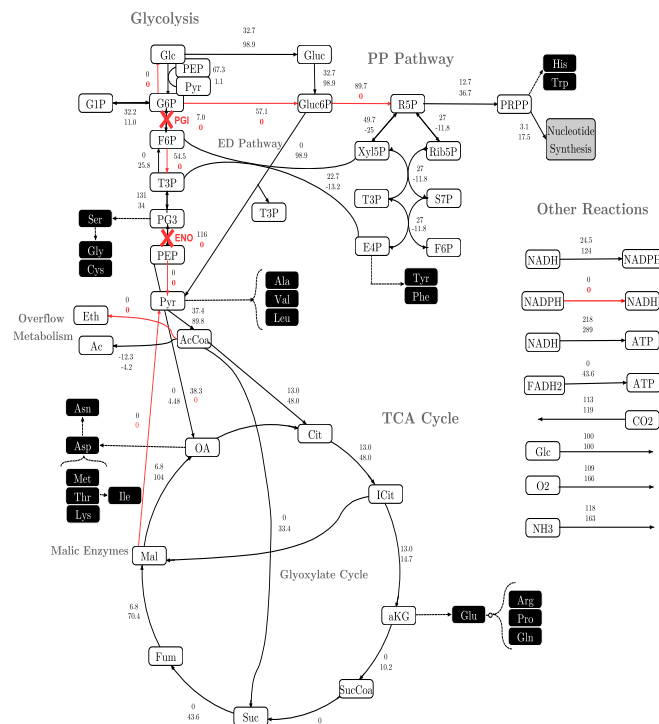 Glycolysis
32.7
98.9
Glc
Gluc
PP Pathway
PEP
67.3
1.1
Pyr
0
0
32.7
98.9
89.7
0
His
Trp
12.7
36.7
G1P
G6P
Gluc6P
R5P
PRPP
32.2
11.0
57.1
0
PGI
7.0
0
49.7
-25
27
-11.8
3.1
17.5
Nucleotide
Synthesis
F6P
ED Pathway
0
98.9
Xyl5P
Rib5P
0
25.8
54.5
0
T3P
22.7
-13.2
27
-11.8
131
34
T3P
S7P
Ser
PG3
T3P
27
-11.8
Other Reactions
ENO
116
0
Gly
Cys
PEP
E4P
F6P
24.5
124
NADH
NADPH
0
0
Ala
Val
Leu
Tyr
Phe
0
0
NADPH
NADH
Pyr
0
0
Eth
37.4
89.8
Overflow
Metabolism
AcCoa
Ac
-12.3
-4.2
218
289
NADH
ATP
0
43.6
FADH2
ATP
0
4.48
38.3
0
13.0
48.0
Asn
0
0
TCA Cycle
113
119
CO2
Asp
OA
Cit
13.0
48.0
100
100
Glc
Met
Thr
Lys
Ile
6.8
104
ICit
109
166
O2
0
33.4
118
163
NH3
Malic Enzymes
Mal
Glyoxylate Cycle
13.0
14.7
6.8
70.4
aKG
Glu
Arg
Pro
Gln
Fum
0
10.2
SucCoa
0
43.6
Suc
0